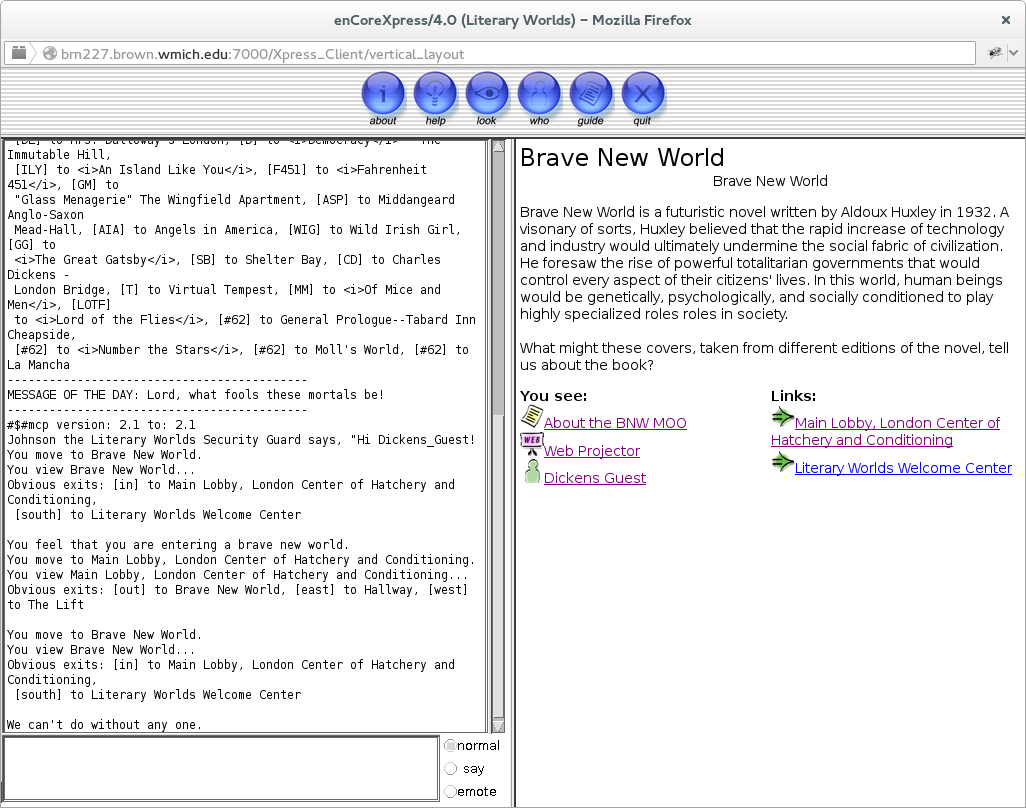 enCoreXpress/4.0 (Literary Worlds) – Mozilla Firefox
brn227.brown.wmich.edu:7000/Xpress_Client/vertical_layout
about help look who guide quit
[DL] to Mrs. Dalloway's London, [D] to <i>Democracy</i> - The
Immutable Hill,
[ILY] to <i>An Island Like You</i>, [F451] to <i>Fahrenheit
451</i>, [GM] to
"Glass Menagerie" The Wingfield Apartment, [ASP] to Middangeard
Anglo-Saxon
Mead-Hall, [AIA] to Angels in America, [WIG] to Wild Irish Girl,
[GG] to
<i>The Great Gatsby</i>, [SB] to Shelter Bay, [CD] to Charles
Dickens -
London Bridge, [T] to Virtual Tempest, [MM] to <i>Of Mice and
Men</i>, [LOTF]
to <i>Lord of the Flies</i>, [#62] to General Prologue--Tabard Inn
Cheapside,
[#62] to <i>Number the Stars</i>, [#62] to Moll's World, [#62] to
La Mancha
-------------------------------------------
MESSAGE OF THE DAY: Lord, what fools these mortals be!
-------------------------------------------
#$#mcp version: 2.1 to: 2.1
Johnson the Literary Worlds Security Guard says, "Hi Dickens_Guest!
You move to Brave New World.
You view Brave New World...
Obvious exits: [in] to Main Lobby, London Center of Hatchery and
Conditioning,
[south] to Literary Worlds Welcome Center
You feel that you are entering a brave new world.
You move to Main Lobby, London Center of Hatchery and Conditioning.
You view Main Lobby, London Center of Hatchery and Conditioning...
Obvious exits: [out] to Brave New World, [east] to Hallway, [west]
to The Lift
You move to Brave New World.
You view Brave New World...
Obvious exits: [in] to Main Lobby, London Center of Hatchery and
Conditioning,
[south] to Literary Worlds Welcome Center
We can't do without any one.
normal
say
emote
Brave New World
Brave New World
Brave New World is a futuristic novel written by Aldoux Huxley in 1932. A
visonary of sorts, Huxley believed that the rapid increase of technology
and industry would ultimately undermine the social fabric of civilization.
He foresaw the rise of powerful totalitarian governments that would
control every aspect of their citizens' lives. In this world, human beings
would be genetically, psychologically, and socially conditioned to play
highly specialized roles roles in society.
What might these covers, taken from different editions of the novel, tell
us about the book?
You see:
About the BNW MOO
WEB
Web Projector
Dickens Guest
Links:
Main Lobby, London Center of
Hatchery and Conditioning
Literary Worlds Welcome Center